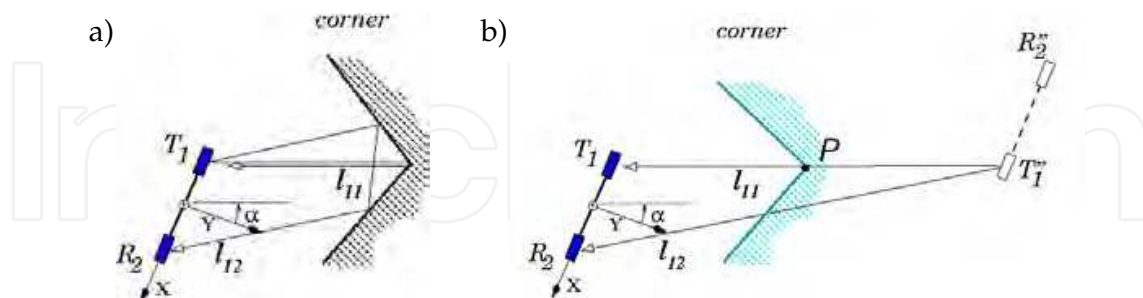 a)
corner
T1
l11
α
Y
R2
l12
X
b)
corner
R2"
T1
P
T1"
l11
α
Y
R2
l12
X